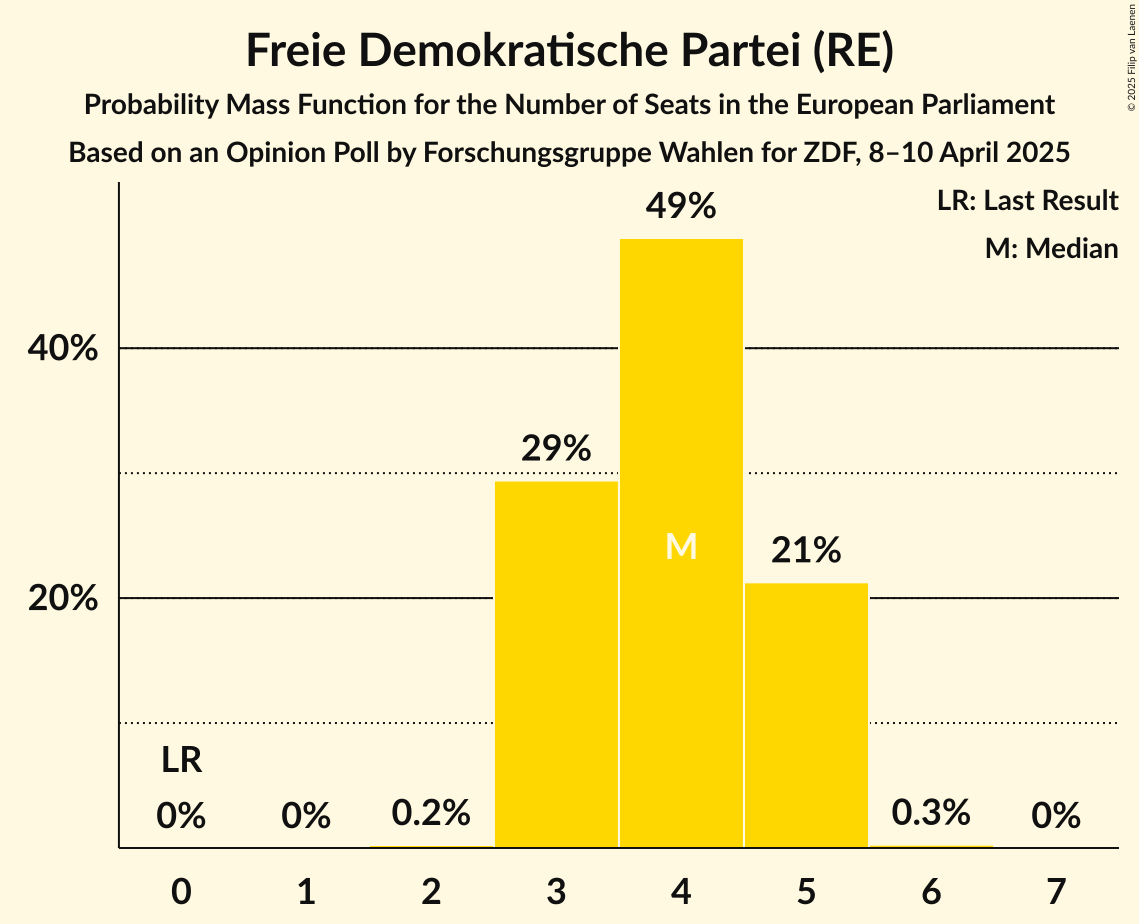 Freie Demokratische Partei (RE)
Probability Mass Function for the Number of Seats in the European Parliament
Based on an Opinion Poll by Forschungsgruppe Wahlen for ZDF, 8–10 April 2025
© 2025 Filip van Laenen
LR: Last Result
M: Median
49%
40%
29%
M
21%
20%
LR
0% 0% 0.2% 0.3% 0%
0 1 2 3 4 5 6 7